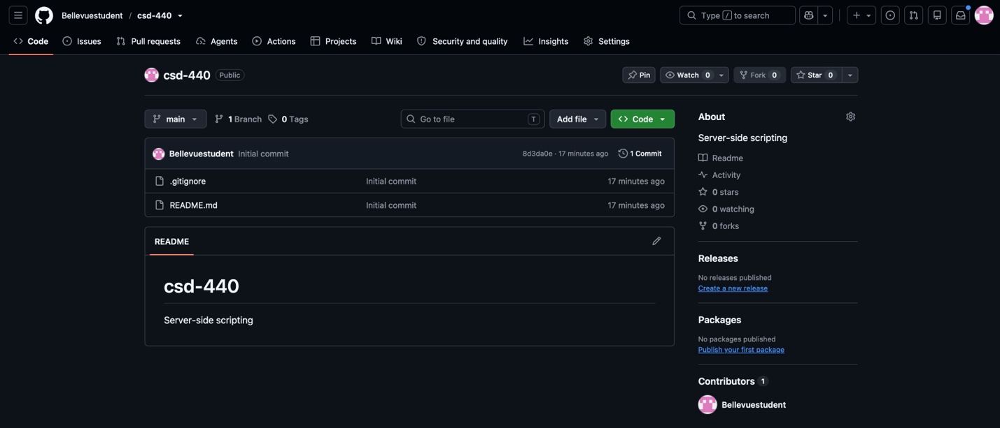 Bellevuestudent / csd-440
Type / to search
Code Issues Pull requests Agents Actions Projects Wiki Security and quality Insights Settings
csd-440 Public
Pin Watch 0 Fork 0 Star 0
main 1 Branch 0 Tags Go to file T Add file Code
Bellevuestudent Initial commit 8d3da0e · 17 minutes ago 1 Commit
.gitignore Initial commit 17 minutes ago
README.md Initial commit 17 minutes ago
README
csd-440
Server-side scripting
About
Server-side scripting
Readme
Activity
0 stars
0 watching
0 forks
Releases
No releases published
Create a new release
Packages
No packages published
Publish your first package
Contributors 1
Bellevuestudent